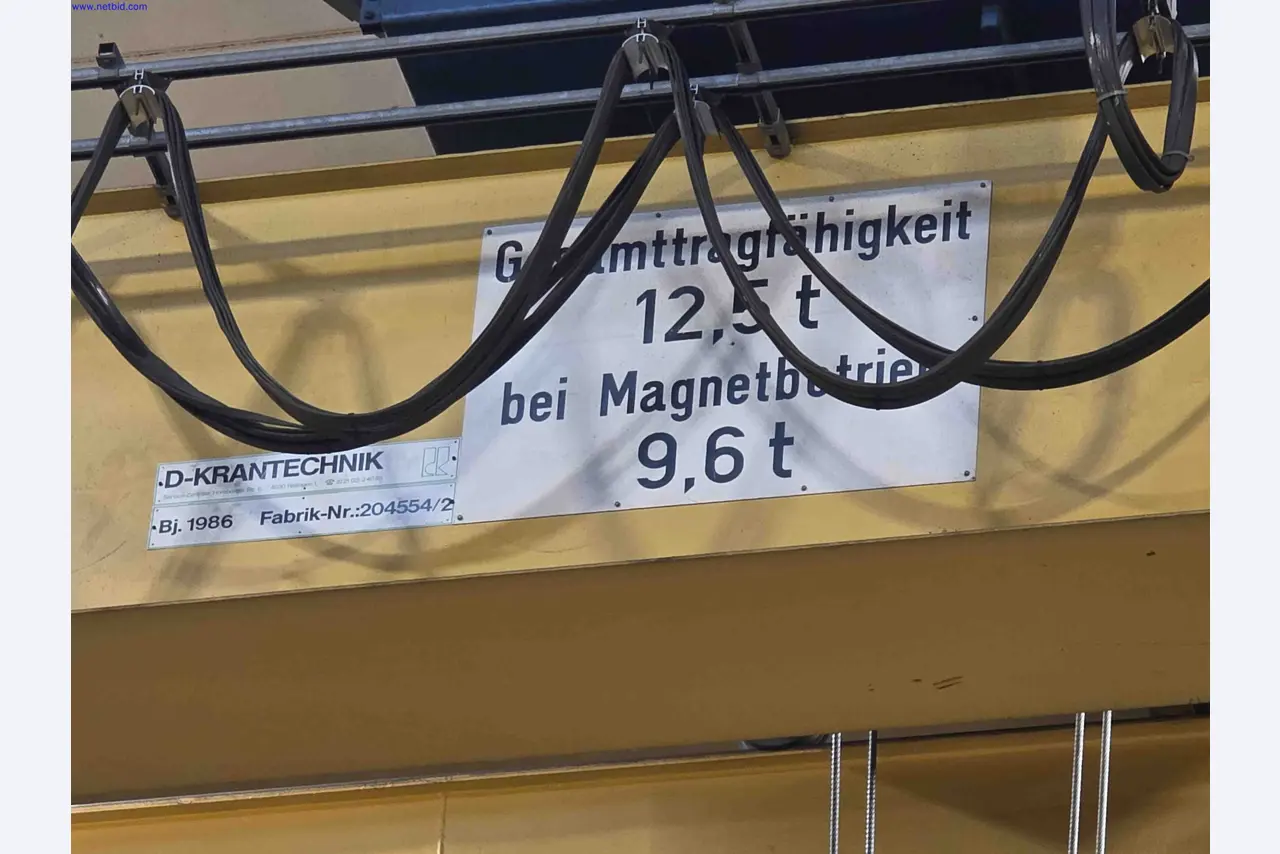 www.netbid.com
Gesamttragfähigkeit
12,5 t
bei Magnetbetrieb
9,6 t
D-KRANTECHNIK
Bj. 1986 Fabrik-Nr.:204554/2